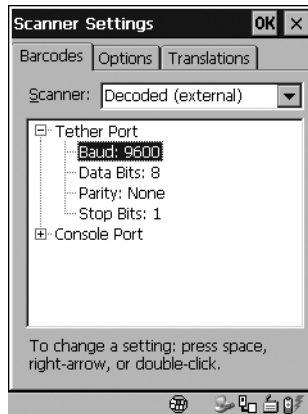 Scanner Settings OK ×
Barcodes Options Translations
Scanner: Decoded (external)
Tether Port
Baud: 9600
Data Bits: 8
Parity: None
Stop Bits: 1
Console Port
To change a setting: press space,
right-arrow, or double-click.